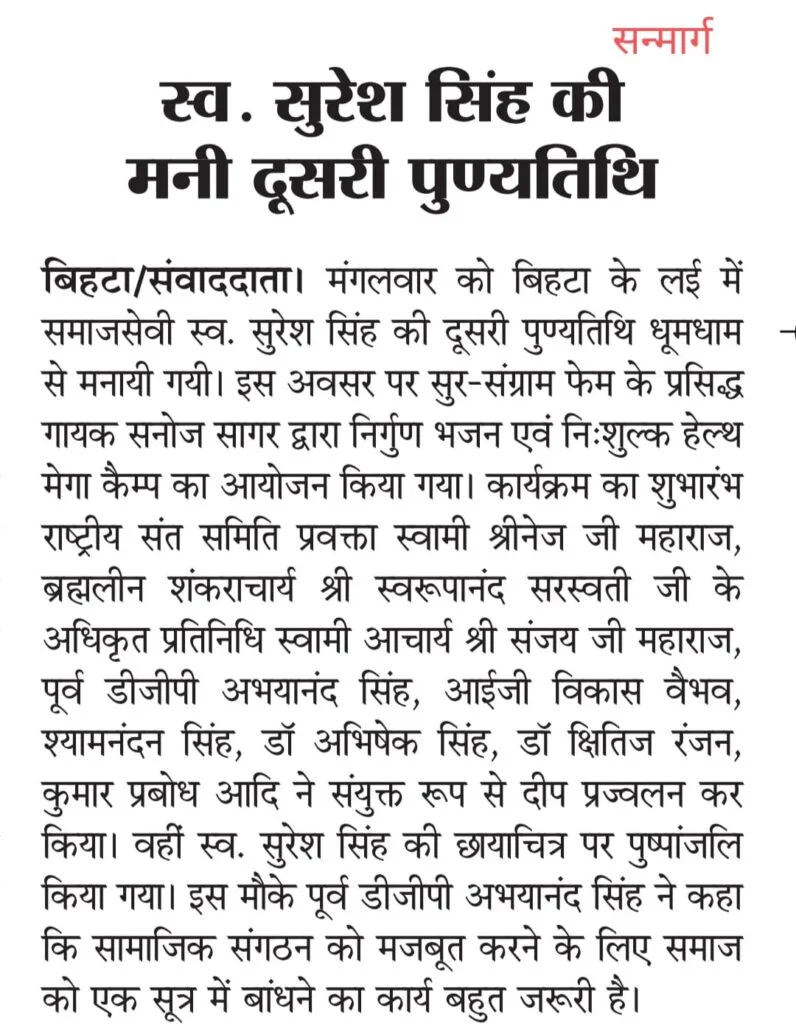 सन्मार्ग
स्व. सुरेश सिंह की
मनी दूसरी पुण्यतिथि
बिहटा/संवाददाता। मंगलवार को बिहटा के लई में
समाजसेवी स्व. सुरेश सिंह की दूसरी पुण्यतिथि धूमधाम
से मनायी गयी। इस अवसर पर सुर-संग्राम फेम के प्रसिद्ध
गायक सनोज सागर द्वारा निर्गुण भजन एवं निःशुल्क हेल्थ
मेगा कैम्प का आयोजन किया गया। कार्यक्रम का शुभारंभ
राष्ट्रीय संत समिति प्रवक्ता स्वामी श्रीनेज जी महाराज,
ब्रह्मलीन शंकराचार्य श्री स्वरूपानंद सरस्वती जी के
अधिकृत प्रतिनिधि स्वामी आचार्य श्री संजय जी महाराज,
पूर्व डीजीपी अभयानंद सिंह, आईजी विकास वैभव,
श्यामनंदन सिंह, डॉ अभिषेक सिंह, डॉ क्षितिज रंजन,
कुमार प्रबोध आदि ने संयुक्त रूप से दीप प्रज्वलन कर
किया। वहीं स्व. सुरेश सिंह की छायाचित्र पर पुष्पांजलि
किया गया। इस मौके पूर्व डीजीपी अभयानंद सिंह ने कहा
कि सामाजिक संगठन को मजबूत करने के लिए समाज
को एक सूत्र में बांधने का कार्य बहुत जरूरी है।